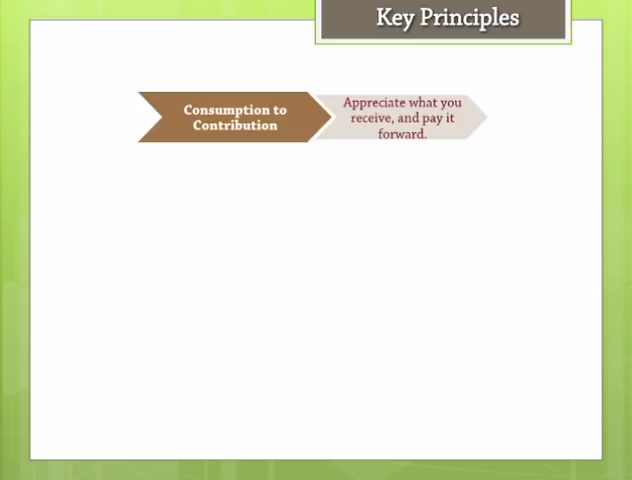 Key Principles
Consumption to
Contribution
Appreciate what you
receive, and pay it
forward.